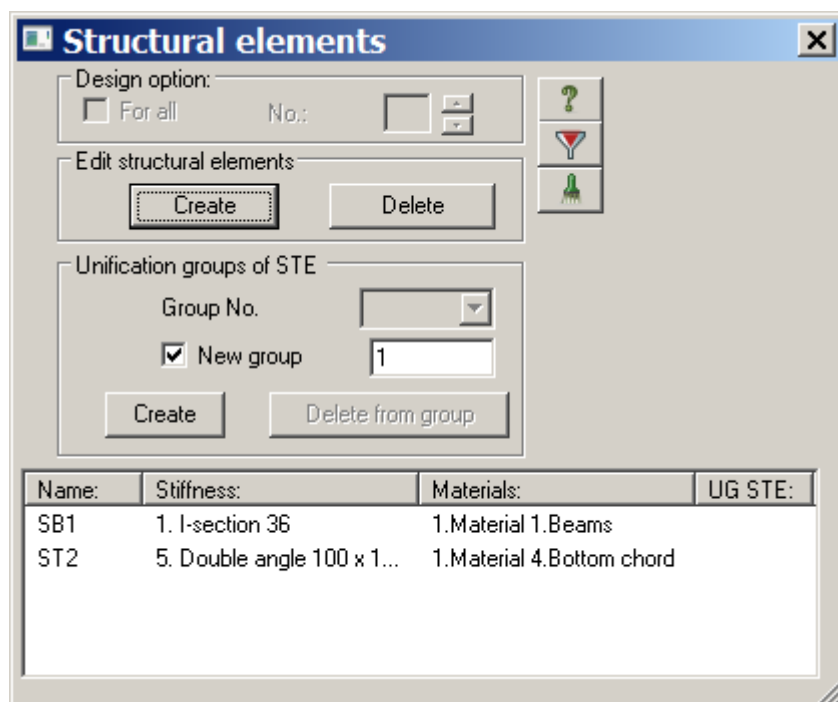 Structural elements
Design option:
For all No.:
Edit structural elements
Create Delete
Unification groups of STE
Group No.
New group 1
Create Delete from group
Name: Stiffness: Materials: UG STE:
SB1 1. I-section 36 1.Material 1.Beams
ST2 5. Double angle 100 x 1... 1.Material 4.Bottom chord